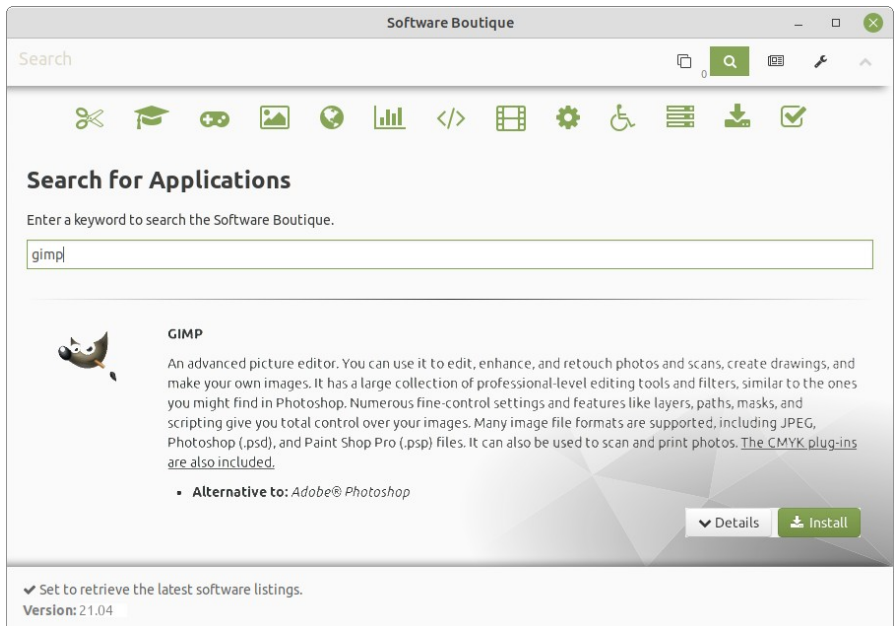 Software Boutique
Search
0
Search for Applications
Enter a keyword to search the Software Boutique.
gimp
GIMP
An advanced picture editor. You can use it to edit, enhance, and retouch photos and scans, create drawings, and
make your own images. It has a large collection of professional-level editing tools and filters, similar to the ones
you might find in Photoshop. Numerous fine-control settings and features like layers, paths, masks, and
scripting give you total control over your images. Many image file formats are supported, including JPEG,
Photoshop (.psd), and Paint Shop Pro (.psp) files. It can also be used to scan and print photos. The CMYK plug-ins
are also included.
▪ Alternative to: Adobe® Photoshop
Details
Install
Set to retrieve the latest software listings.
Version: 21.04